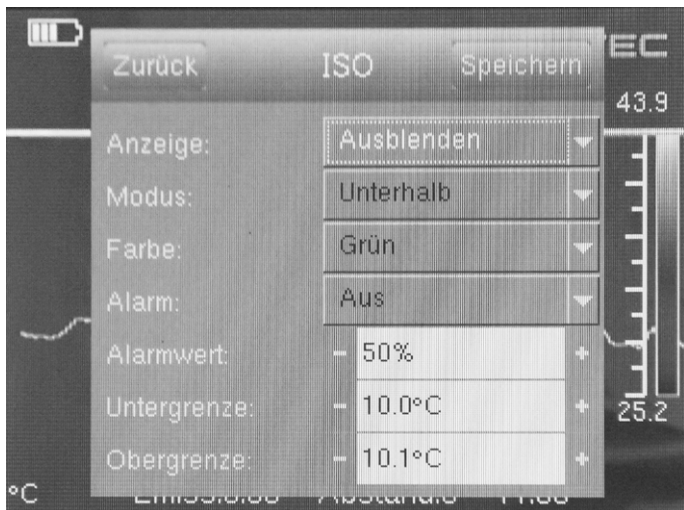 Zurück ISO Speichern
43.9
Anzeige: Ausblenden
Modus: Unterhalb
Farbe: Grün
Alarm: Aus
Alarmwert: - 50% +
Untergrenze: - 10.0°C +
25.2
Obergrenze: - 10.1°C +
°C